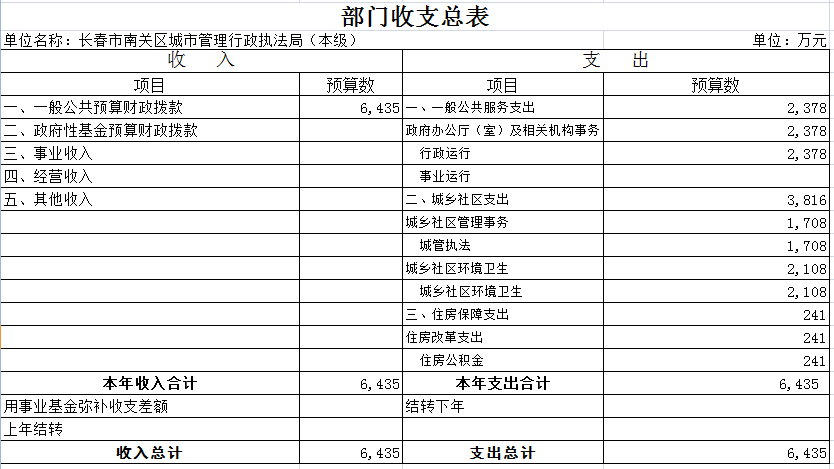 部门收支总表
单位名称：长春市南关区城市管理行政执法局（本级） 单位：万元
收 入 支 出
项目 预算数 项目 预算数
一、一般公共预算财政拨款 6,435 一、一般公共服务支出 2,378
二、政府性基金预算财政拨款 政府办公厅（室）及相关机构事务 2,378
三、事业收入 行政运行 2,378
四、经营收入 事业运行
五、其他收入 二、城乡社区支出 3,816
城乡社区管理事务 1,708
城管执法 1,708
城乡社区环境卫生 2,108
城乡社区环境卫生 2,108
三、住房保障支出 241
住房改革支出 241
住房公积金 241
本年收入合计 6,435 本年支出合计 6,435
用事业基金弥补收支差额 结转下年
上年结转
收入总计 6,435 支出总计 6,435